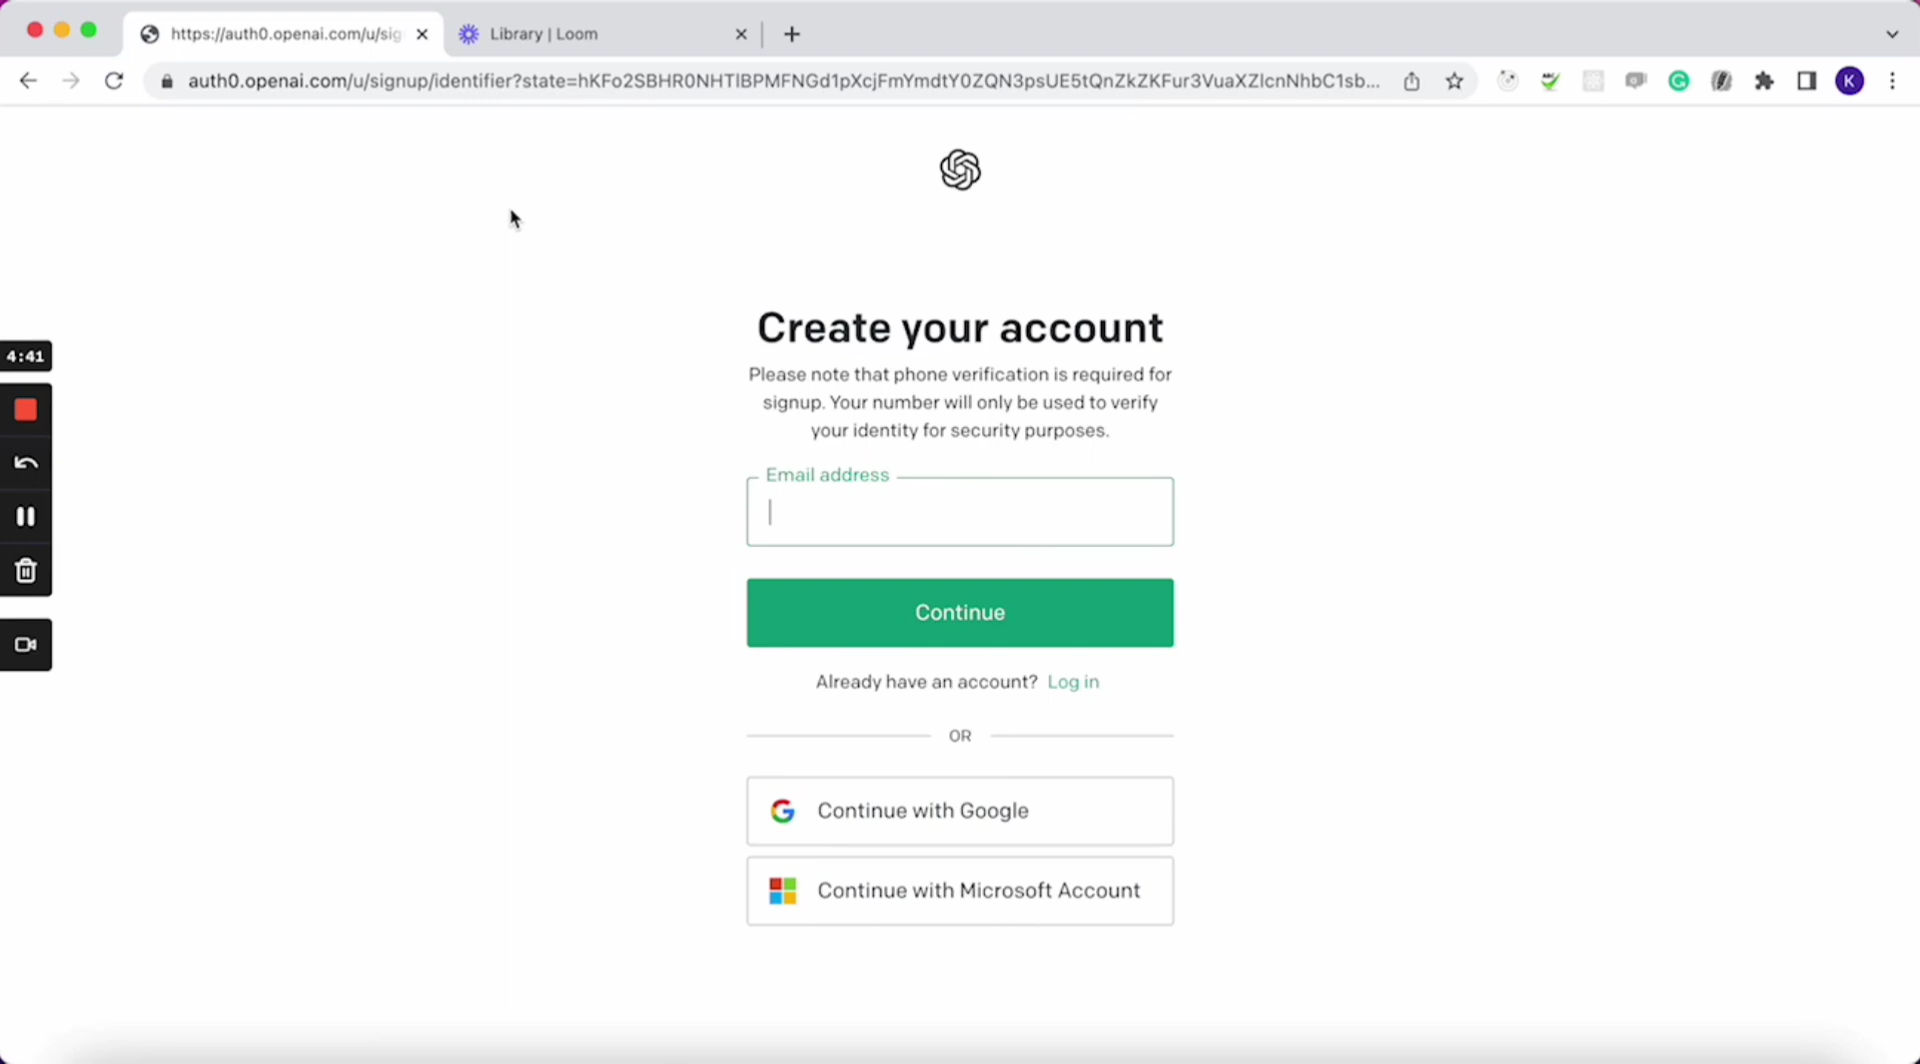 https://auth0.openai.com/u/sig
Library | Loom
auth0.openai.com/u/signup/identifier?state=hKFo2SBHR0NHTlBPMFNGd1pXcjFmYmdtY0ZQN3psUE5tQnZkZKFur3VuaXZlcnNhbC1sb...
K
Create your account
Please note that phone verification is required for
signup. Your number will only be used to verify
your identity for security purposes.
Email address
Continue
Already have an account? Log in
OR
Continue with Google
Continue with Microsoft Account
4:41